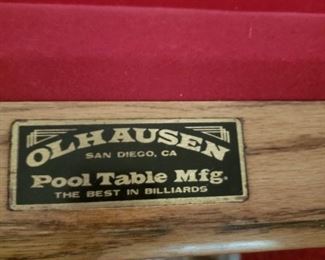 OLHAUSEN
SAN DIEGO, CA
Pool Table Mfg.
THE BEST IN BILLIARDS